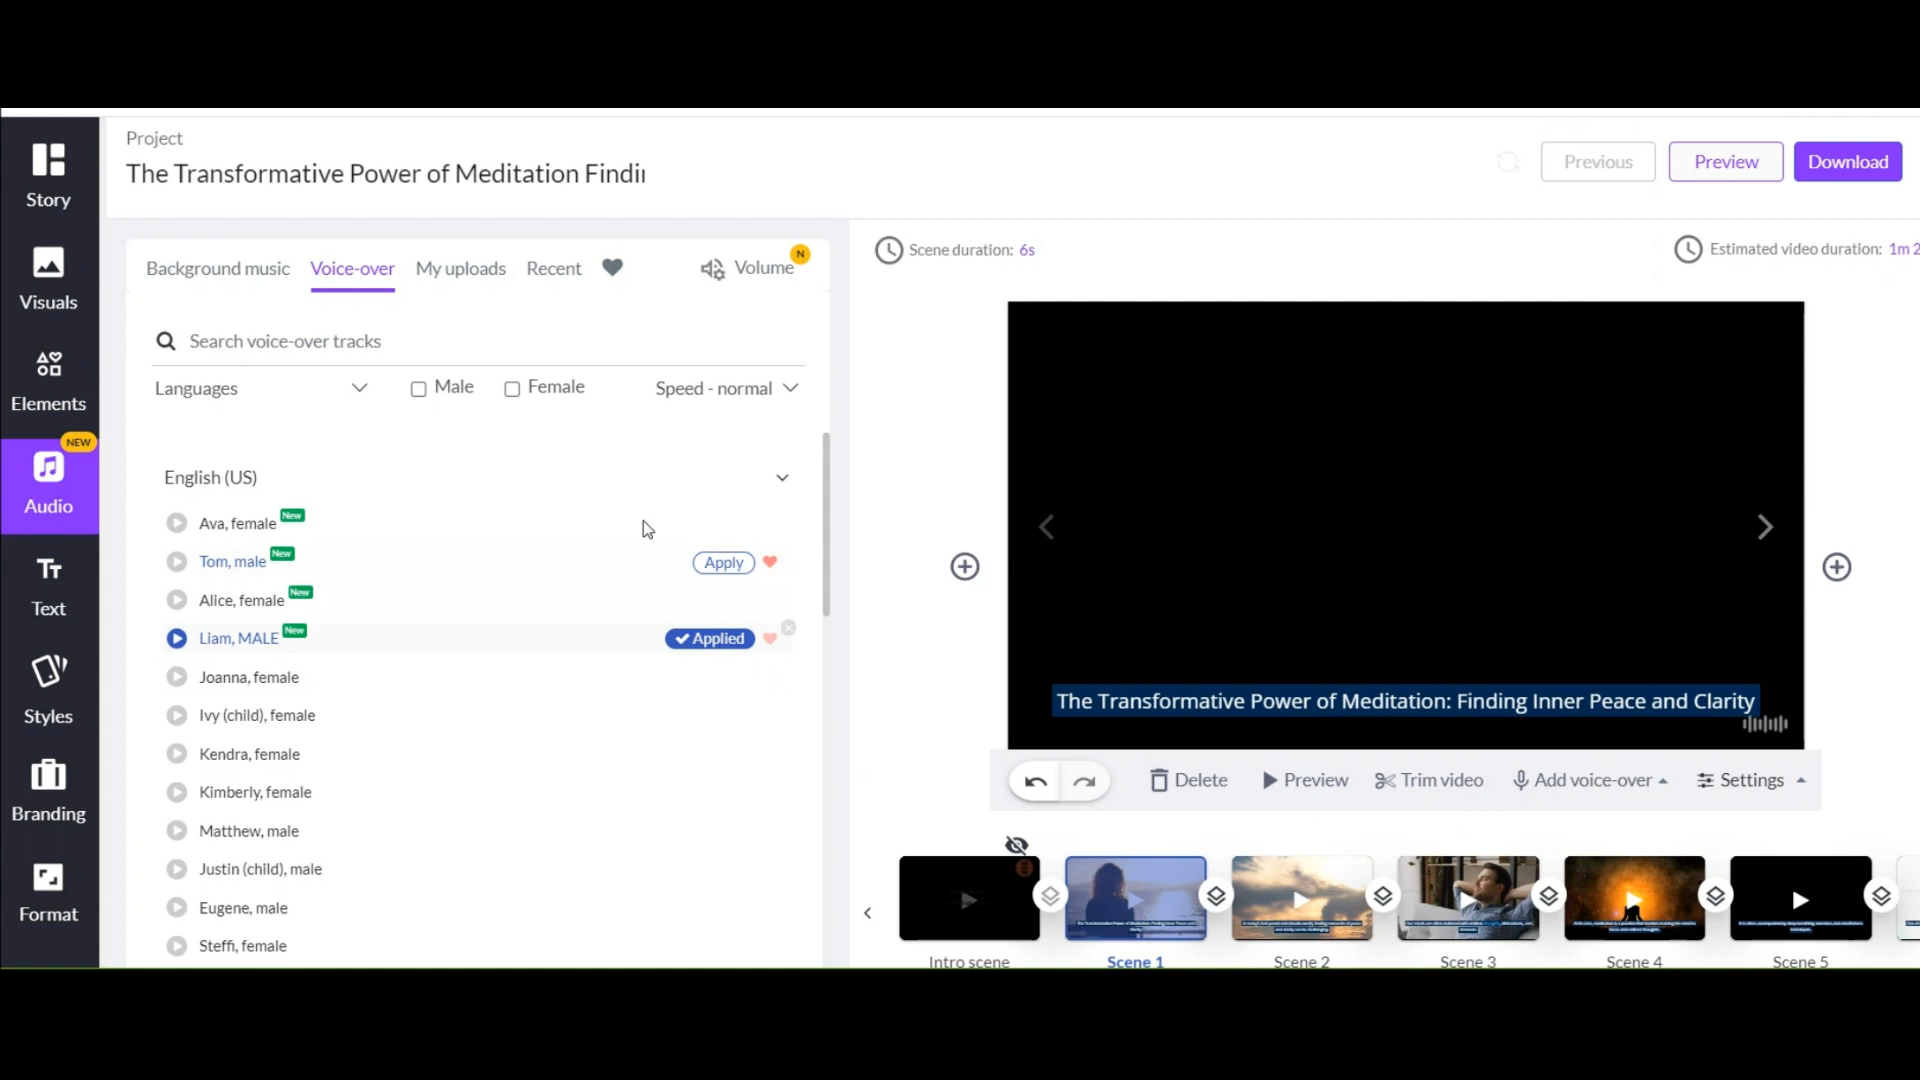 Project
The Transformative Power of Meditation Findi
Previous
Preview
Download
Story
Visuals
Elements
NEW
Audio
Text
Styles
Branding
Format
Background music
Voice-over
My uploads
Recent
Volume
N
Search voice-over tracks
Languages
Male
Female
Speed - normal
English (US)
Ava, female New
Tom, male New
Apply
Alice, female New
Liam, MALE New
Applied
Joanna, female
Ivy (child), female
Kendra, female
Kimberly, female
Matthew, male
Justin (child), male
Eugene, male
Steffi, female
Scene duration: 6s
Estimated video duration: 1m 2
The Transformative Power of Meditation: Finding Inner Peace and Clarity
Delete
Preview
Trim video
Add voice-over
Settings
Intro scene
Scene 1
Scene 2
Scene 3
Scene 4
Scene 5